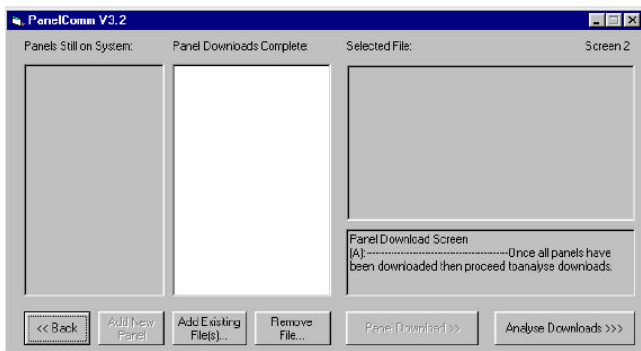 PanelComm V3.2
Panels Still on System:
Panel Downloads Complete:
Selected File:
Screen 2
Panel Download Screen
(A):---------------------------------------------Once all panels have
been downloaded then proceed toanalyse downloads.
<< Back
Add New
Panel
Add Existing
File(s)...
Remove
File...
Panel Download >>
Analyse Downloads >>>